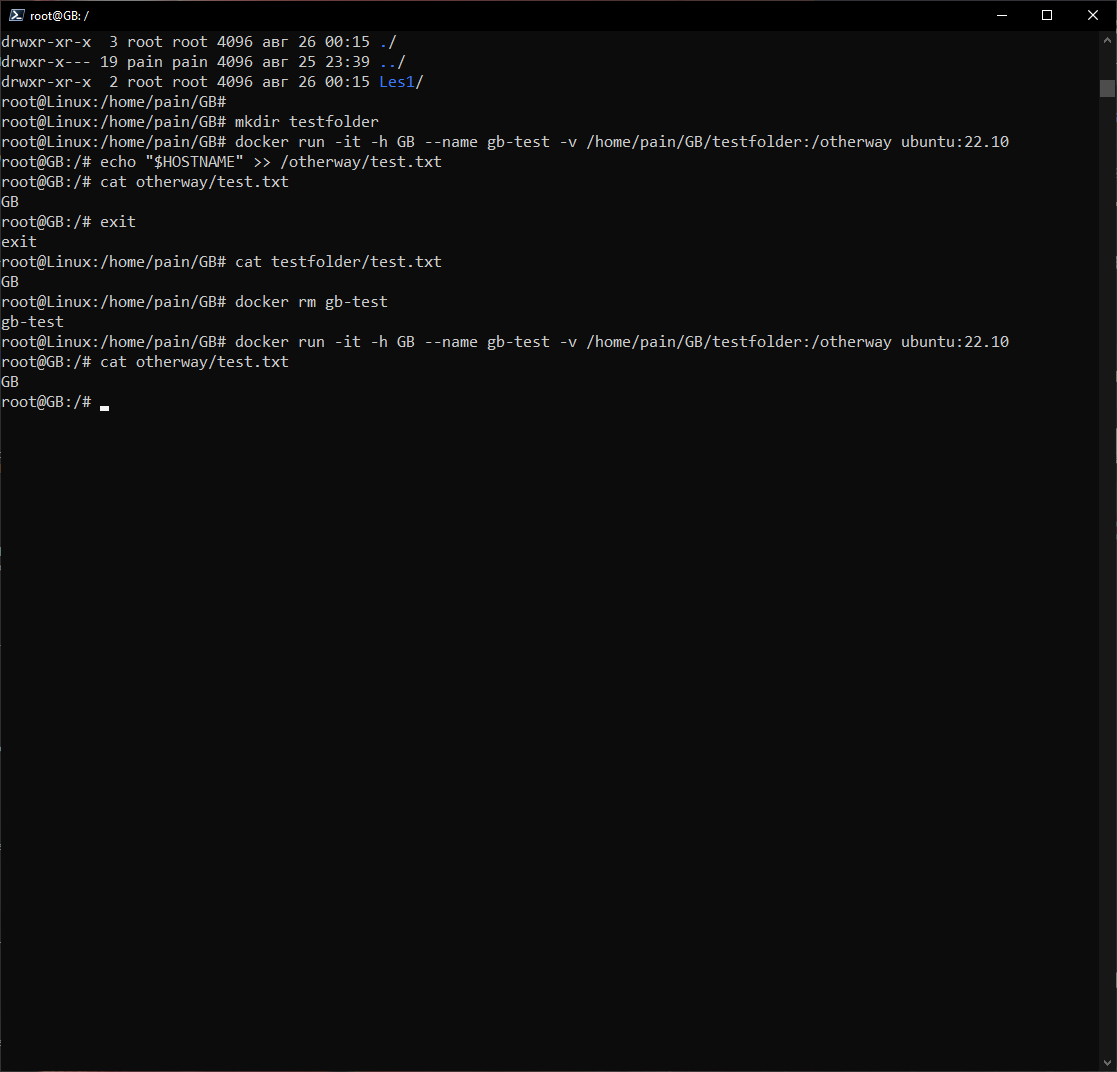 root@GB: /
drwxr-xr-x  3 root root 4096 авг 26 00:15 ./
drwxr-x--- 19 pain pain 4096 авг 25 23:39 ../
drwxr-xr-x  2 root root 4096 авг 26 00:15 Les1/
root@Linux:/home/pain/GB#
root@Linux:/home/pain/GB# mkdir testfolder
root@Linux:/home/pain/GB# docker run -it -h GB --name gb-test -v /home/pain/GB/testfolder:/otherway ubuntu:22.10
root@GB:/# echo "$HOSTNAME" >> /otherway/test.txt
root@GB:/# cat otherway/test.txt
GB
root@GB:/# exit
exit
root@Linux:/home/pain/GB# cat testfolder/test.txt
GB
root@Linux:/home/pain/GB# docker rm gb-test
gb-test
root@Linux:/home/pain/GB# docker run -it -h GB --name gb-test -v /home/pain/GB/testfolder:/otherway ubuntu:22.10
root@GB:/# cat otherway/test.txt
GB
root@GB:/#